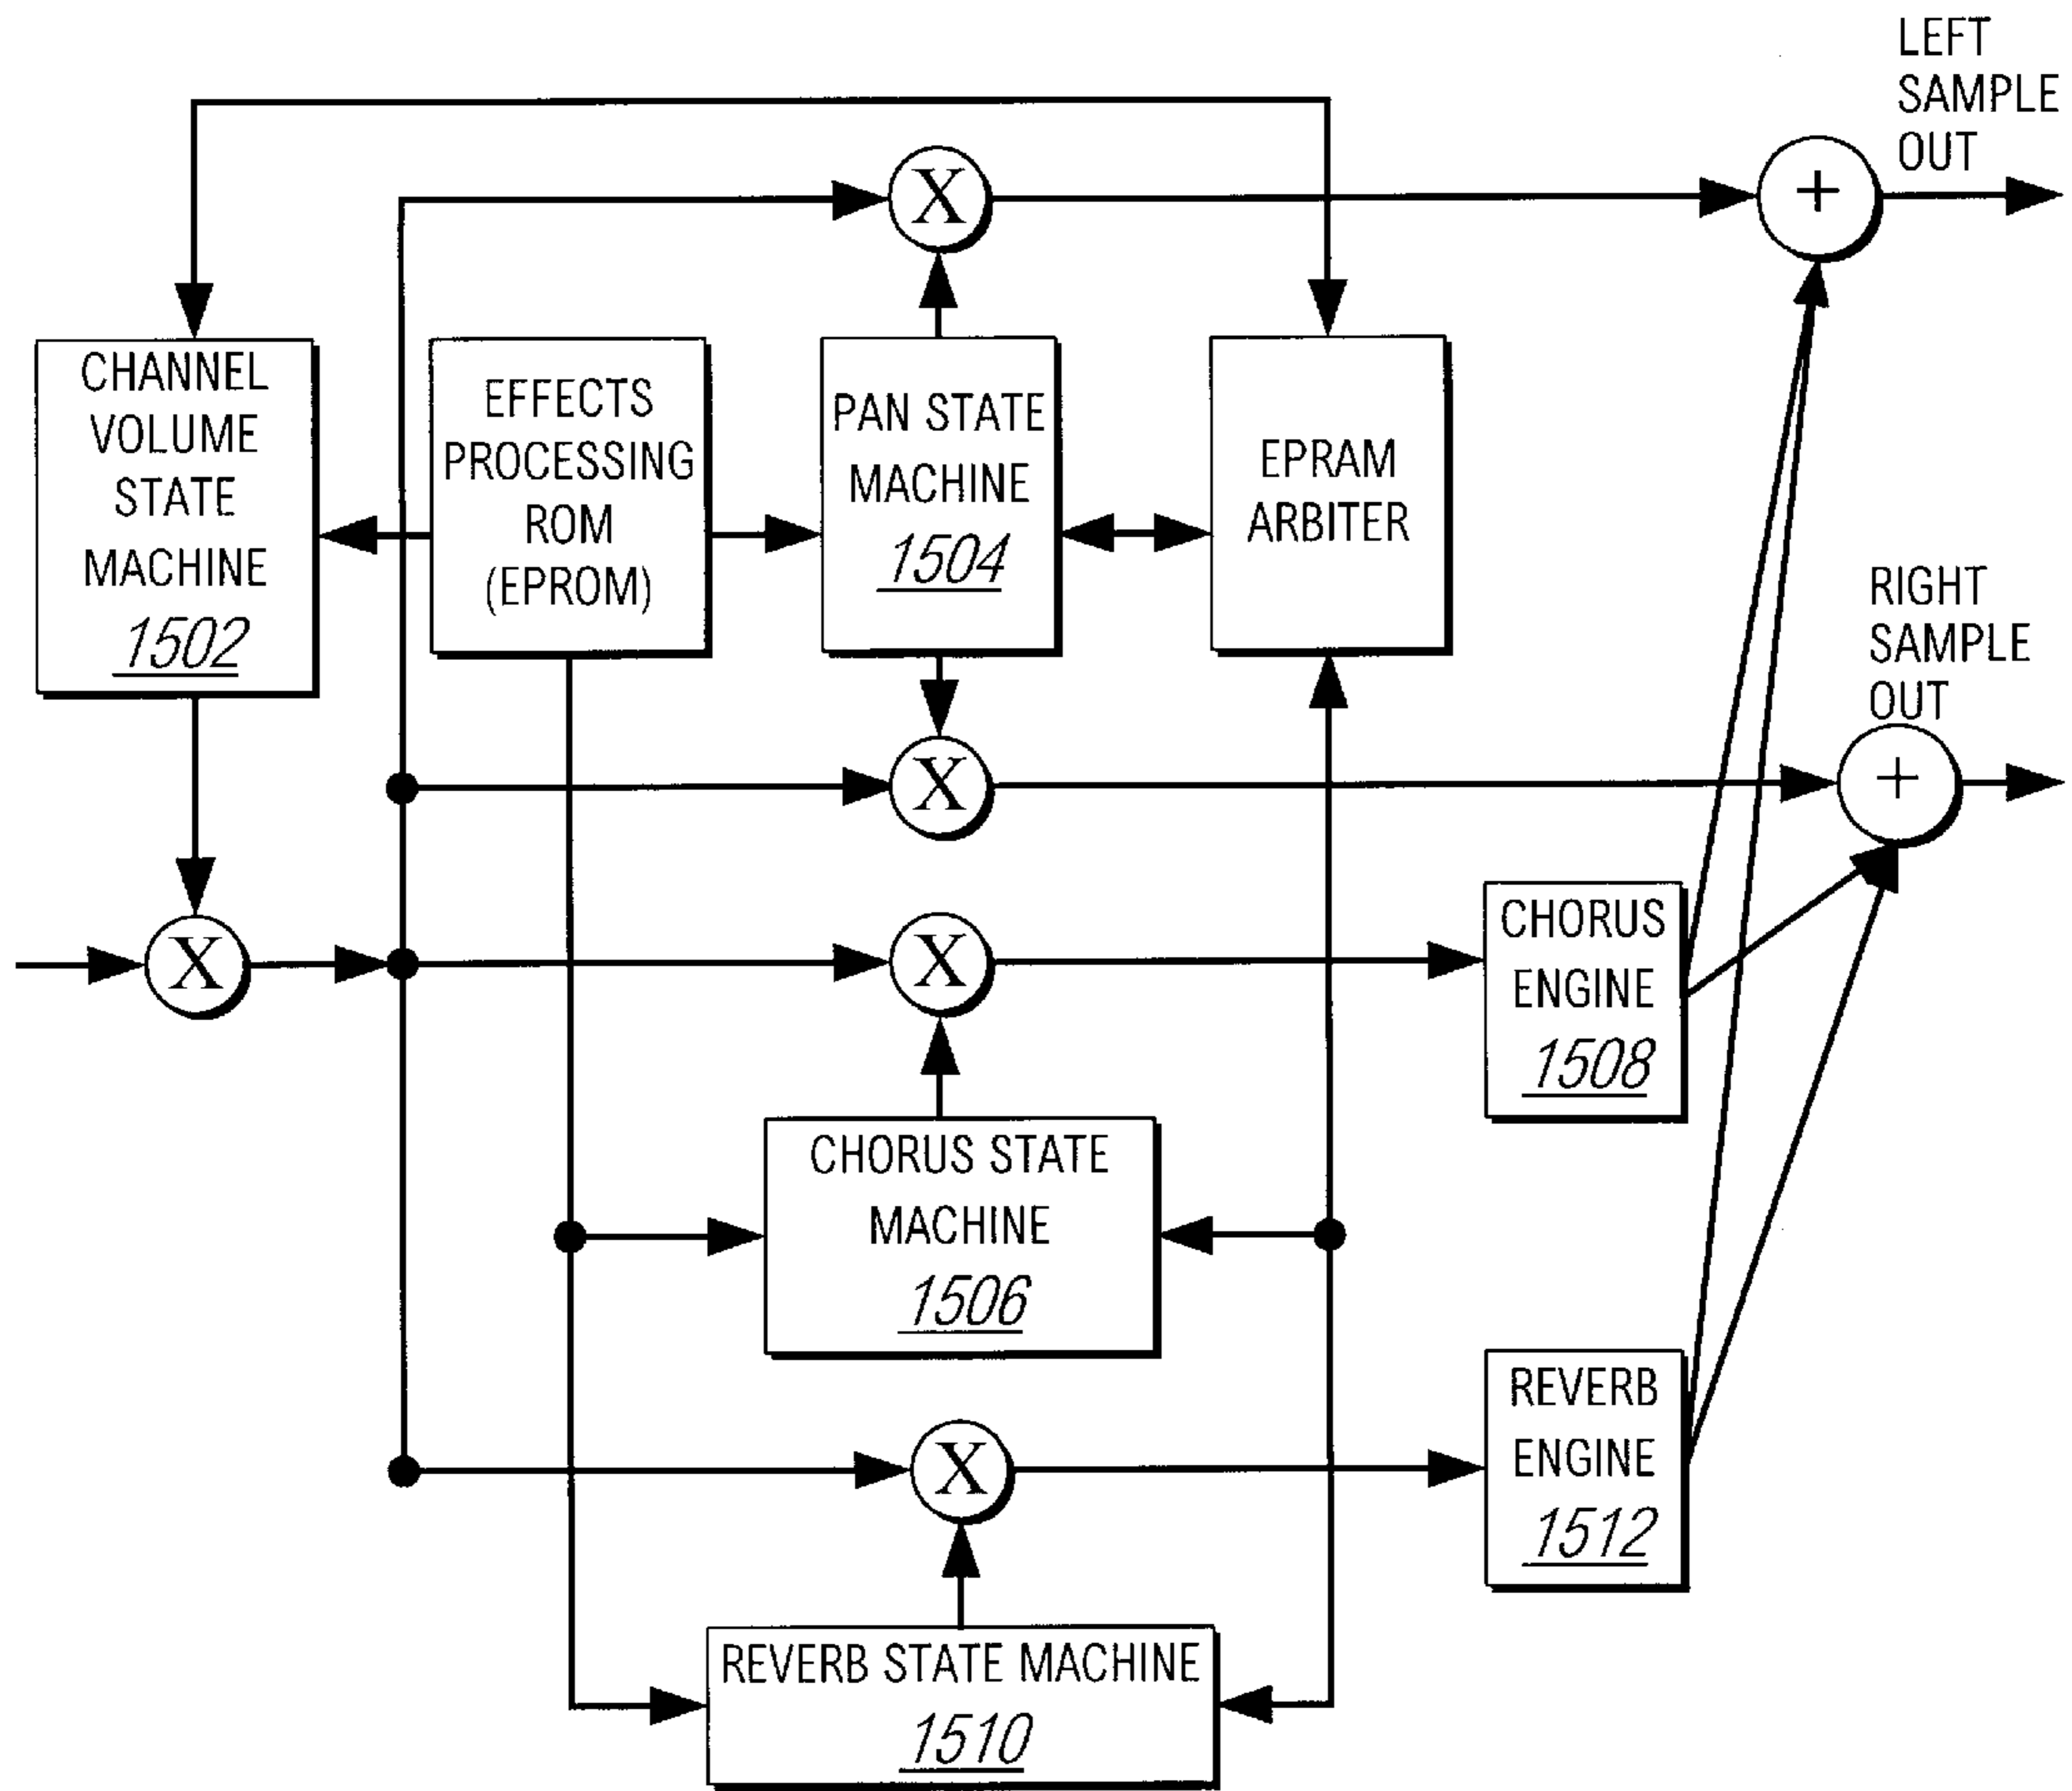 LEFT
SAMPLE
OUT
CHANNEL
VOLUME
STATE
MACHINE
1502
EFFECTS
PROCESSING
ROM
(EPROM)
PAN STATE
MACHINE
1504
EPRAM
ARBITER
X
+
RIGHT
SAMPLE
OUT
X
+
X
X
CHORUS
ENGINE
1508
CHORUS STATE
MACHINE
1506
X
REVERB
ENGINE
1512
REVERB STATE MACHINE
1510